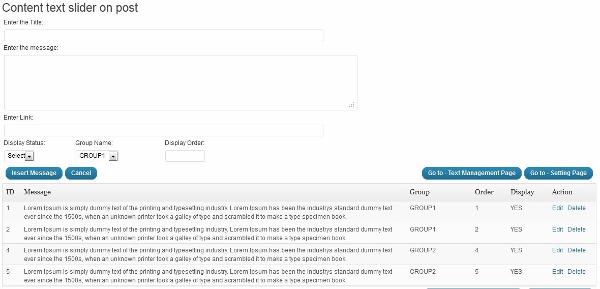 Content text slider on post
Enter the Title:
Enter the message:
Enter Link:
Display Status: Group Name: Display Order:
Select GROUP1
Insert Message Cancel Go to - Text Management Page Go to - Setting Page
ID Message Group Order Display Action
1 Lorem Ipsum is simply dummy text of the printing and typesetting industry. Lorem Ipsum has been the industrys standard dummy text GROUP1 1 YES Edit Delete
ever since the 1500s, when an unknown printer took a galley of type and scrambled it to make a type specimen book
2 Lorem Ipsum is simply dummy text of the printing and typesetting industry. Lorem Ipsum has been the industrys standard dummy text GROUP1 2 YES Edit Delete
ever since the 1500s, when an unknown printer took a galley of type and scrambled it to make a type specimen book
4 Lorem Ipsum is simply dummy text of the printing and typesetting industry. Lorem Ipsum has been the industrys standard dummy text GROUP2 4 YES Edit Delete
ever since the 1500s, when an unknown printer took a galley of type and scrambled it to make a type specimen book
5 Lorem Ipsum is simply dummy text of the printing and typesetting industry. Lorem Ipsum has been the industrys standard dummy text GROUP2 5 YES Edit Delete
ever since the 1500s, when an unknown printer took a galley of type and scrambled it to make a type specimen book